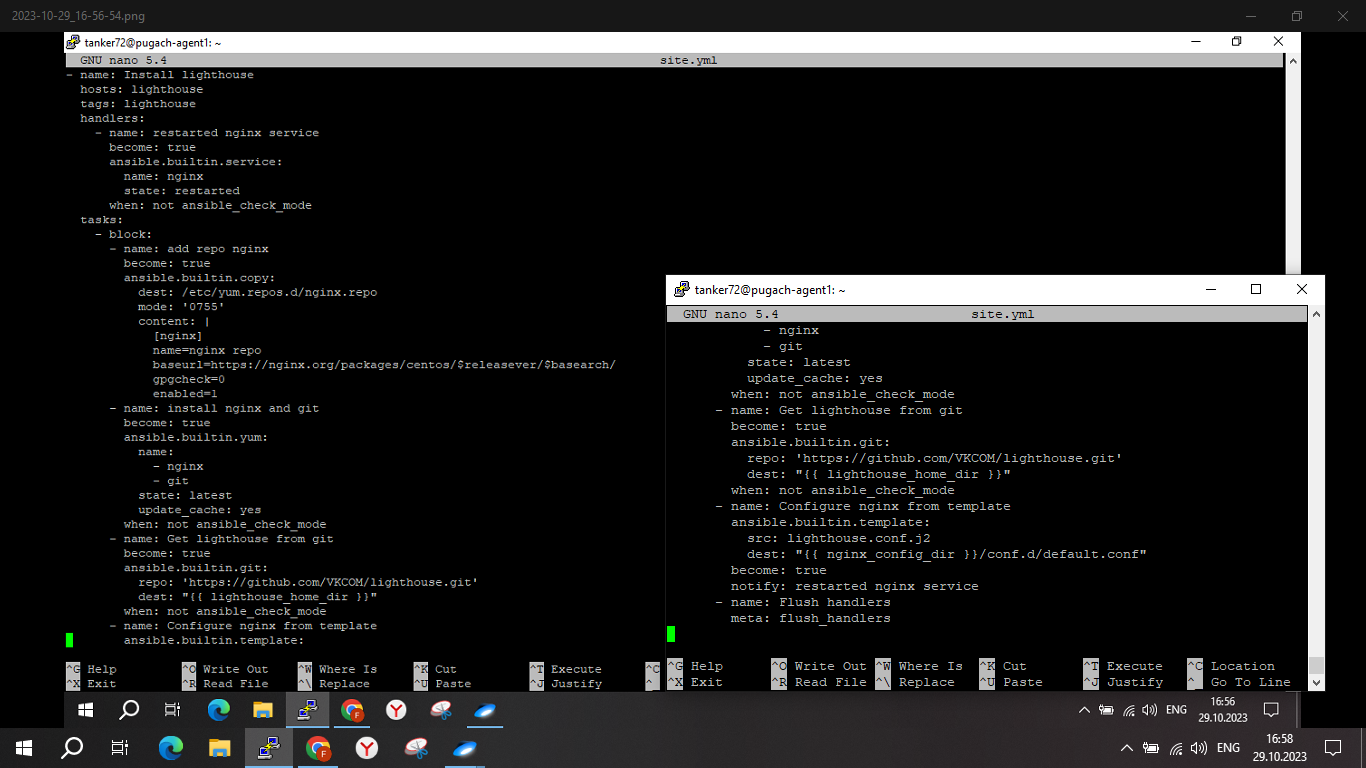 2023-10-29_16-56-54.png
tanker72@pugach-agent1: ~
GNU nano 5.4 site.yml
- name: Install lighthouse
hosts: lighthouse
tags: lighthouse
handlers:
- name: restarted nginx service
become: true
ansible.builtin.service:
name: nginx
state: restarted
when: not ansible_check_mode
tasks:
- block:
- name: add repo nginx
become: true
ansible.builtin.copy:
dest: /etc/yum.repos.d/nginx.repo
mode: '0755'
content: |
[nginx]
name=nginx repo
baseurl=https://nginx.org/packages/centos/$releasever/$basearch/
gpgcheck=0
enabled=1
- name: install nginx and git
become: true
ansible.builtin.yum:
name:
- nginx
- git
state: latest
update_cache: yes
when: not ansible_check_mode
- name: Get lighthouse from git
become: true
ansible.builtin.git:
repo: 'https://github.com/VKCOM/lighthouse.git'
dest: "{{ lighthouse_home_dir }}"
when: not ansible_check_mode
- name: Configure nginx from template
ansible.builtin.template:
^G Help ^O Write Out ^W Where Is ^K Cut ^T Execute ^C
^X Exit ^R Read File ^\ Replace ^U Paste ^J Justify ^
tanker72@pugach-agent1: ~
GNU nano 5.4 site.yml
- nginx
- git
state: latest
update_cache: yes
when: not ansible_check_mode
- name: Get lighthouse from git
become: true
ansible.builtin.git:
repo: 'https://github.com/VKCOM/lighthouse.git'
dest: "{{ lighthouse_home_dir }}"
when: not ansible_check_mode
- name: Configure nginx from template
ansible.builtin.template:
src: lighthouse.conf.j2
dest: "{{ nginx_config_dir }}/conf.d/default.conf"
become: true
notify: restarted nginx service
- name: Flush handlers
meta: flush_handlers
^G Help ^O Write Out ^W Where Is ^K Cut ^T Execute ^C Location
^X Exit ^R Read File ^\ Replace ^U Paste ^J Justify ^_ Go To Line
ENG 16:56
29.10.2023
ENG 16:58
29.10.2023